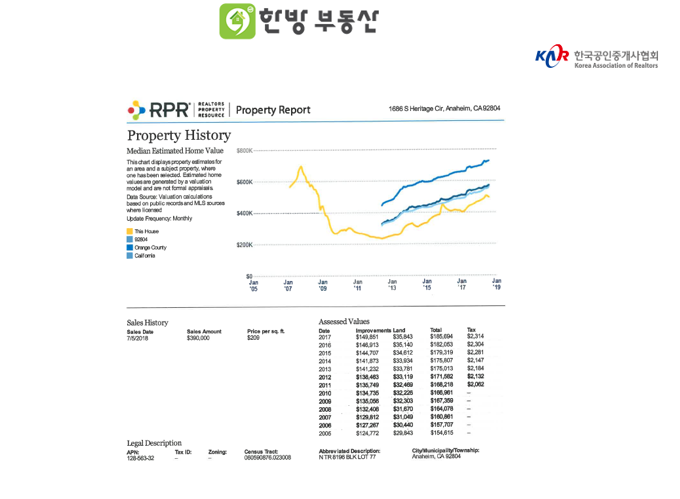 한방 부동산
KAR 한국공인중개사협회
Korea Association of Realtors
RPR REALTORS PROPERTY RESOURCE Property Report
1686 S Heritage Cir, Anaheim, CA 92804
Property History
Median Estimated Home Value
This chart displays property estimates for
an area and a subject property, where
one has been selected. Estimated home
values are generated by a valuation
model and are not formal appraisals.
Data Source: Valuation calculations
based on public records and MLS sources
where licensed
Update Frequency: Monthly
This House
92804
Orange County
California
$800K
$600K
$400K
$200K
$0
Jan '05 Jan '07 Jan '09 Jan '11 Jan '13 Jan '15 Jan '17 Jan '19
Sales History
Sales Date Sales Amount Price per sq. ft.
7/5/2018 $390,000 $209
Assessed Values
Date Improvements Land Total Tax
2017 $149,851 $35,843 $185,694 $2,314
2016 $146,913 $35,140 $182,053 $2,304
2015 $144,707 $34,612 $179,319 $2,281
2014 $141,873 $33,934 $175,807 $2,147
2013 $141,232 $33,781 $175,013 $2,184
2012 $138,463 $33,119 $171,582 $2,132
2011 $135,749 $32,469 $168,218 $2,062
2010 $134,735 $32,226 $166,961 –
2009 $135,056 $32,303 $167,359 –
2008 $132,408 $31,670 $164,078 –
2007 $129,812 $31,049 $160,861 –
2006 $127,267 $30,440 $157,707 –
2005 $124,772 $29,843 $154,615 –
Legal Description
APN: Tax ID: Zoning: Census Tract: Abbreviated Description: City/Municipality/Township:
128-563-32 – – 060590876.023008 N TR 8196 BLK LOT 77 Anaheim, CA 92804